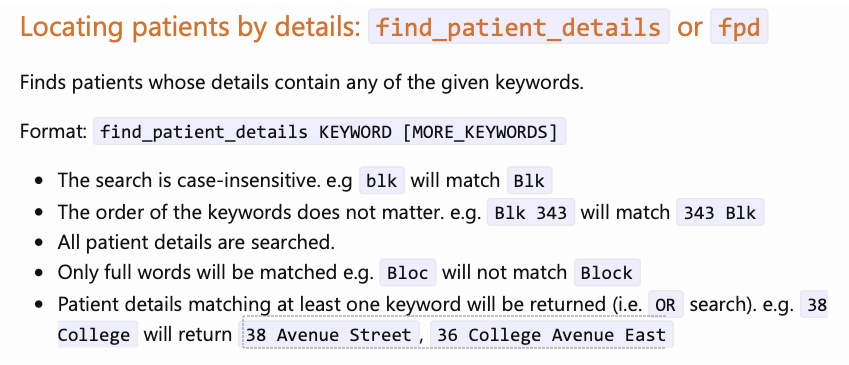 Locating patients by details: find_patient_details or fpd
Finds patients whose details contain any of the given keywords.
Format: find_patient_details KEYWORD [MORE_KEYWORDS]
• The search is case-insensitive. e.g blk will match Blk
• The order of the keywords does not matter. e.g. Blk 343 will match 343 Blk
• All patient details are searched.
• Only full words will be matched e.g. Bloc will not match Block
• Patient details matching at least one keyword will be returned (i.e. OR search). e.g. 38
College will return 38 Avenue Street, 36 College Avenue East